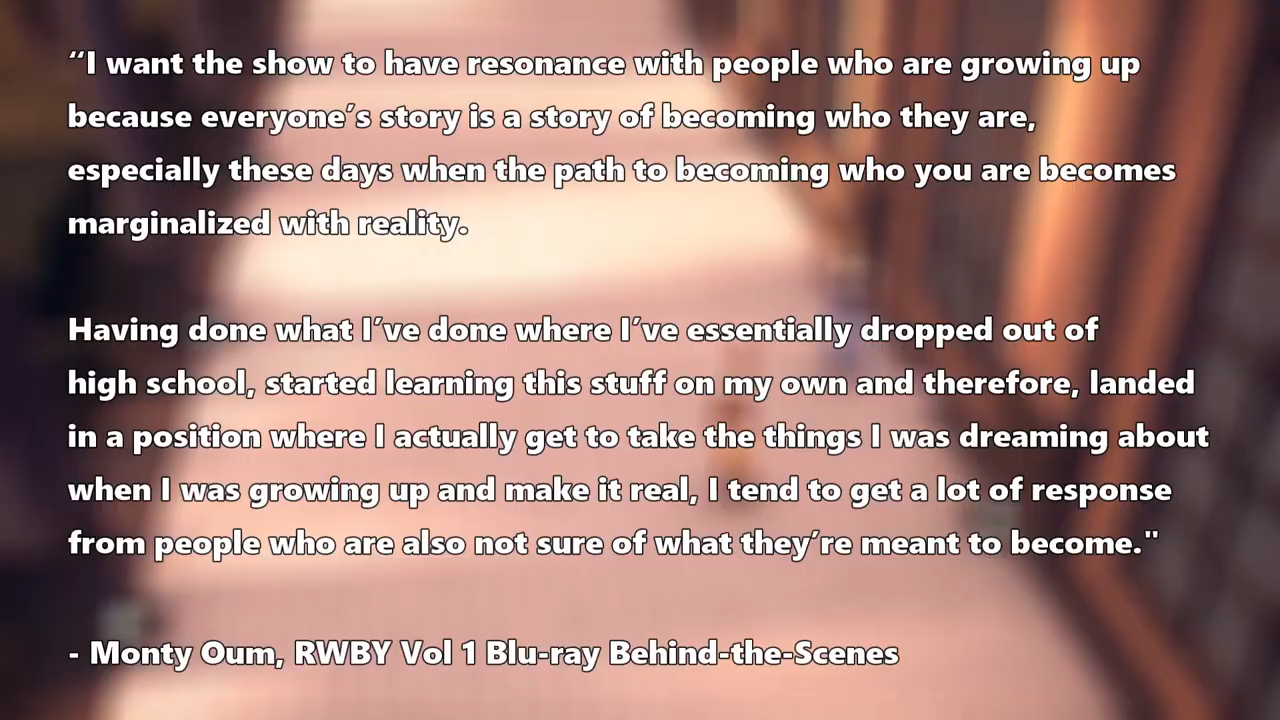 “I want the show to have resonance with people who are growing up
because everyone’s story is a story of becoming who they are,
especially these days when the path to becoming who you are becomes
marginalized with reality.
Having done what I’ve done where I’ve essentially dropped out of
high school, started learning this stuff on my own and therefore, landed
in a position where I actually get to take the things I was dreaming about
when I was growing up and make it real, I tend to get a lot of response
from people who are also not sure of what they’re meant to become."
- Monty Oum, RWBY Vol 1 Blu-ray Behind-the-Scenes